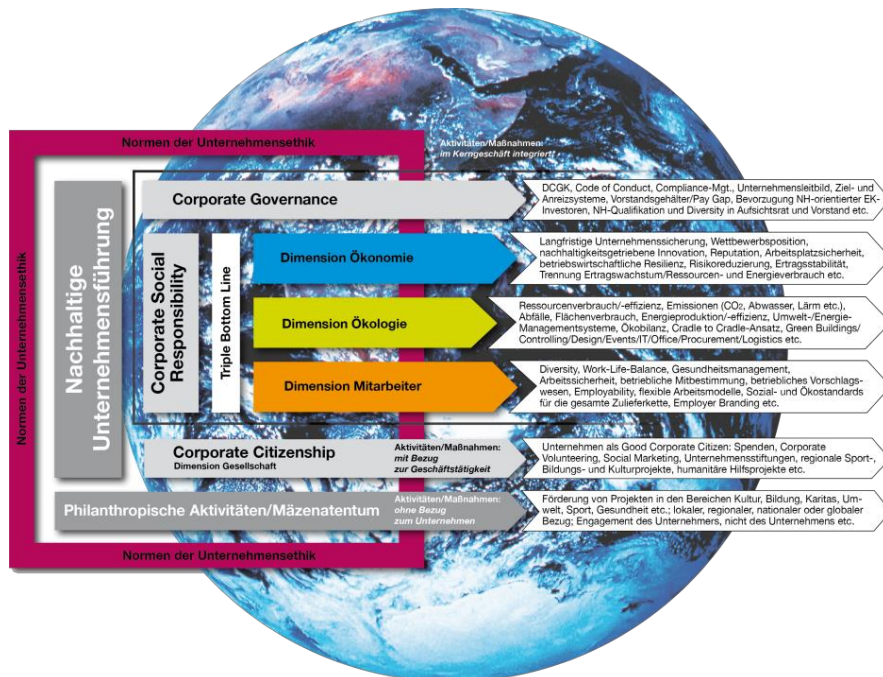 Normen der Unternehmensethik
Aktivitäten/Maßnahmen:
im Kerngeschäft integriert!
Normen der Unternehmensethik
Nachhaltige
Unternehmensführung
Corporate Governance
DCGK, Code of Conduct, Compliance-Mgt., Unternehmensleitbild, Ziel- und
Anreizsysteme, Vorstandsgehälter/Pay Gap, Bevorzugung NH-orientierter EK-
Investoren, NH-Qualifikation und Diversity in Aufsichtsrat und Vorstand etc.
Corporate Social
Responsibility
Triple Bottom Line
Dimension Ökonomie
Langfristige Unternehmenssicherung, Wettbewerbsposition,
nachhaltigkeitsgetriebene Innovation, Reputation, Arbeitsplatzsicherheit,
betriebswirtschaftliche Resilienz, Risikoreduzierung, Ertragsstabilität,
Trennung Ertragswachstum/Ressourcen- und Energieverbrauch etc.
Dimension Ökologie
Ressourcenverbrauch/-effizienz, Emissionen (CO₂, Abwasser, Lärm etc.),
Abfälle, Flächenverbrauch, Energieproduktion/-effizienz, Umwelt-/Energie-
Managementsysteme, Ökobilanz, Cradle to Cradle-Ansatz, Green Buildings/
Controlling/Design/Events/IT/Office/Procurement/Logistics etc.
Dimension Mitarbeiter
Diversity, Work-Life-Balance, Gesundheitsmanagement,
Arbeitssicherheit, betriebliche Mitbestimmung, betriebliches Vorschlags-
wesen, Employability, flexible Arbeitsmodelle, Sozial- und Ökostandards
für die gesamte Zulieferkette, Employer Branding etc.
Corporate Citizenship
Dimension Gesellschaft
Aktivitäten/Maßnahmen:
mit Bezug
zur Geschäftstätigkeit
Unternehmen als Good Corporate Citizen: Spenden, Corporate
Volunteering, Social Marketing, Unternehmensstiftungen, regionale Sport-,
Bildungs- und Kulturprojekte, humanitäre Hilfsprojekte etc.
Philanthropische Aktivitäten/Mäzenatentum
Aktivitäten/Maßnahmen:
ohne Bezug
zum Unternehmen
Förderung von Projekten in den Bereichen Kultur, Bildung, Karitas, Um-
welt, Sport, Gesundheit etc.; lokaler, regionaler, nationaler oder globaler
Bezug; Engagement des Unternehmers, nicht des Unternehmens etc.
Normen der Unternehmensethik